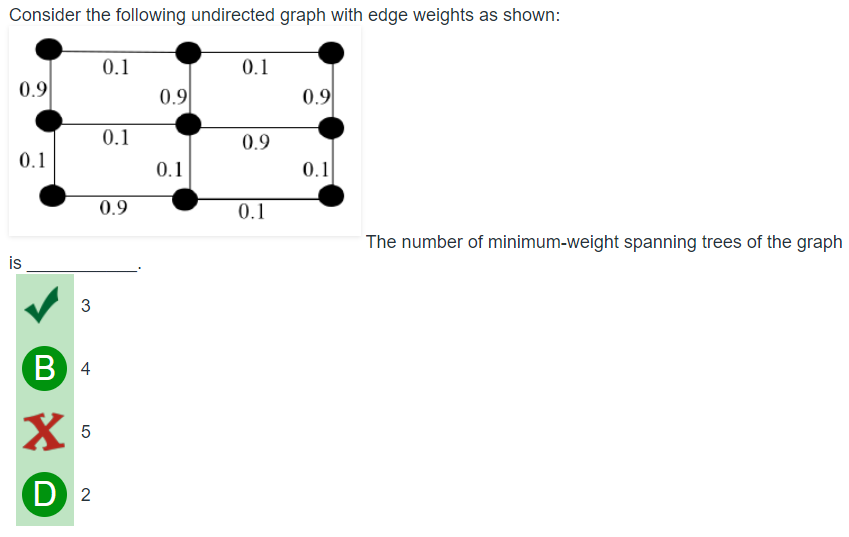 Consider the following undirected graph with edge weights as shown:
0.1 0.1
0.9 0.9 0.9
0.1 0.9
0.1 0.1 0.1
0.9 0.1
The number of minimum-weight spanning trees of the graph
is ____________.
3
B 4
X 5
D 2